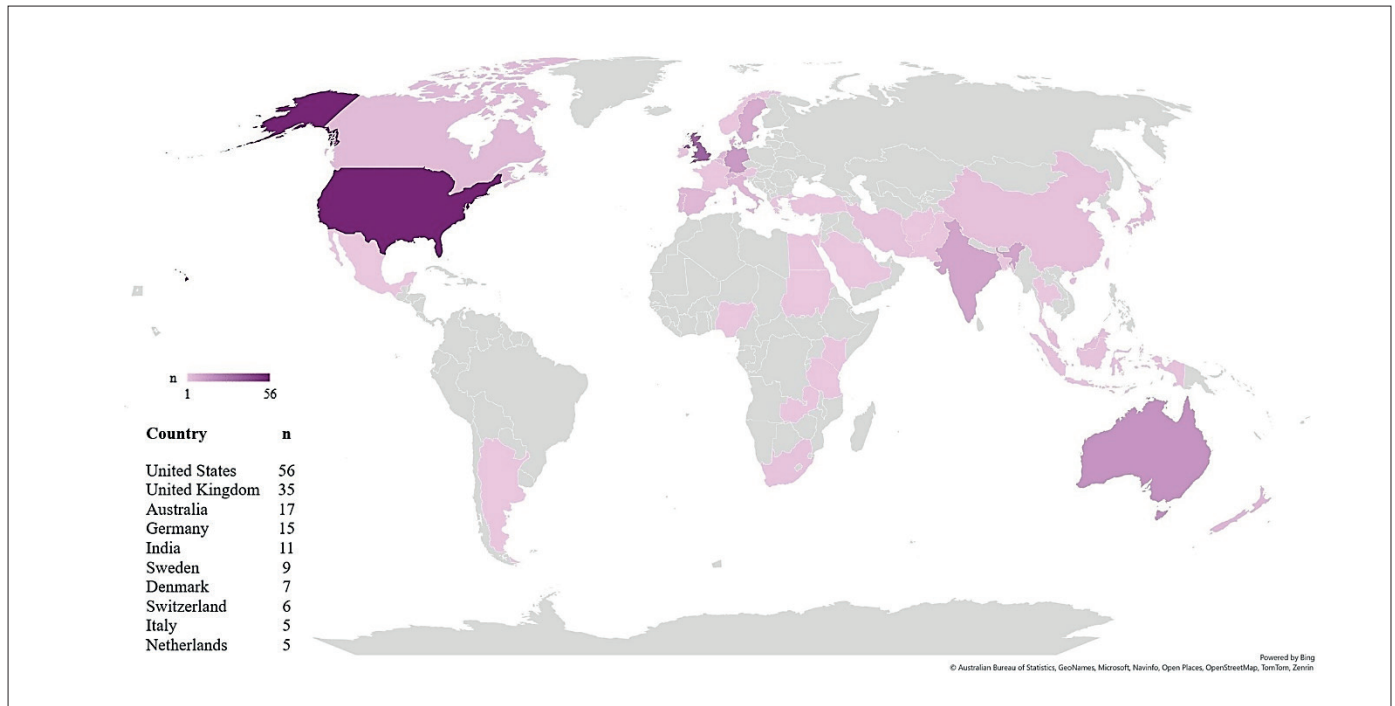 n
1 56
Country n
United States 56
United Kingdom 35
Australia 17
Germany 15
India 11
Sweden 9
Denmark 7
Switzerland 6
Italy 5
Netherlands 5
Powered by Bing
© Australian Bureau of Statistics, GeoNames, Microsoft, Navinfo, Open Places, OpenStreetMap, TomTom, Zenrin